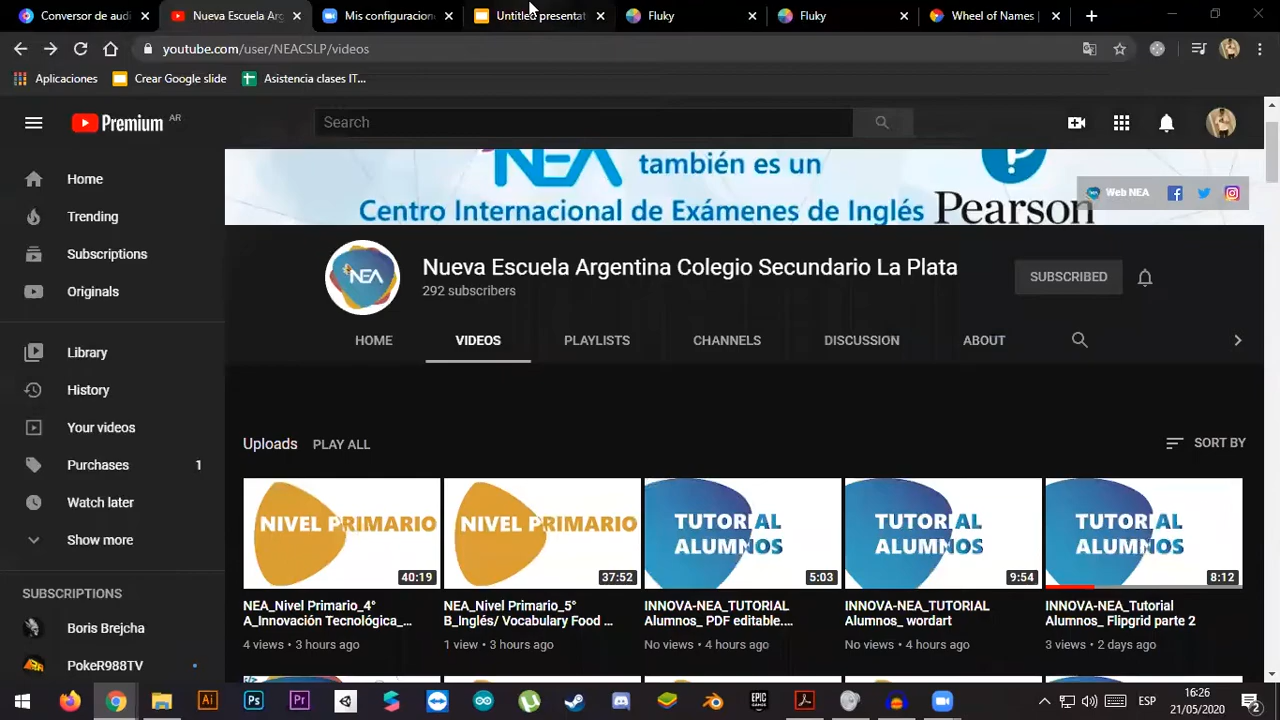 Conversor de audi
Nueva Escuela Arg
Mis configuracione
Untitled presentat
Fluky
Fluky
Wheel of Names |
youtube.com/user/NEACSLP/videos
Aplicaciones
Crear Google slide
Asistencia clases IT...
Premium AR
Search
NEA también es un
Centro Internacional de Exámenes de Inglés Pearson
Web NEA
Home
Trending
Subscriptions
Originals
Library
History
Your videos
Purchases 1
Watch later
Show more
SUBSCRIPTIONS
Boris Brejcha
PokeR988TV
NEA
Nueva Escuela Argentina Colegio Secundario La Plata
292 subscribers
SUBSCRIBED
HOME
VIDEOS
PLAYLISTS
CHANNELS
DISCUSSION
ABOUT
Uploads PLAY ALL
SORT BY
NIVEL PRIMARIO
40:19
NEA_Nivel Primario_4°
A_Innovación Tecnológica_...
4 views • 3 hours ago
NIVEL PRIMARIO
37:52
NEA_Nivel Primario_5°
B_Inglés/ Vocabulary Food ...
1 view • 3 hours ago
TUTORIAL
ALUMNOS
5:03
INNOVA-NEA_TUTORIAL
Alumnos_ PDF editable....
No views • 4 hours ago
TUTORIAL
ALUMNOS
9:54
INNOVA-NEA_TUTORIAL
Alumnos_ wordart
No views • 4 hours ago
TUTORIAL
ALUMNOS
8:12
INNOVA-NEA_Tutorial
Alumnos_ Flipgrid parte 2
3 views • 2 days ago
Ai
Ps
Pr
ESP
16:26
21/05/2020
2